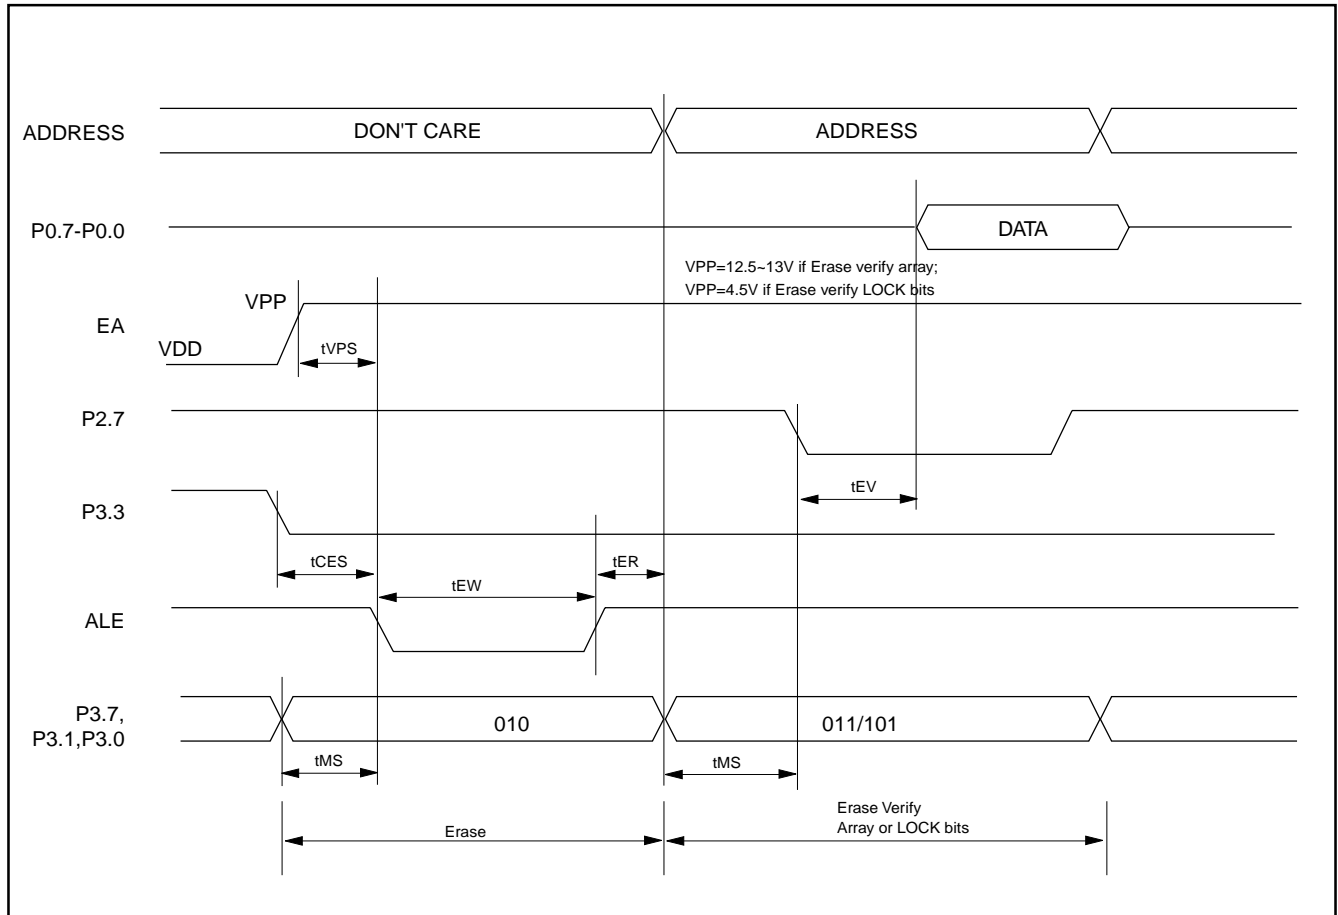 ADDRESS
DON'T CARE
ADDRESS
P0.7-P0.0
DATA
VPP=12.5~13V if Erase verify array;
VPP=4.5V if Erase verify LOCK bits
VPP
EA
VDD
tVPS
P2.7
tEV
P3.3
tCES
tER
tEW
ALE
P3.7,
P3.1,P3.0
010
011/101
tMS
tMS
Erase
Erase Verify
Array or LOCK bits